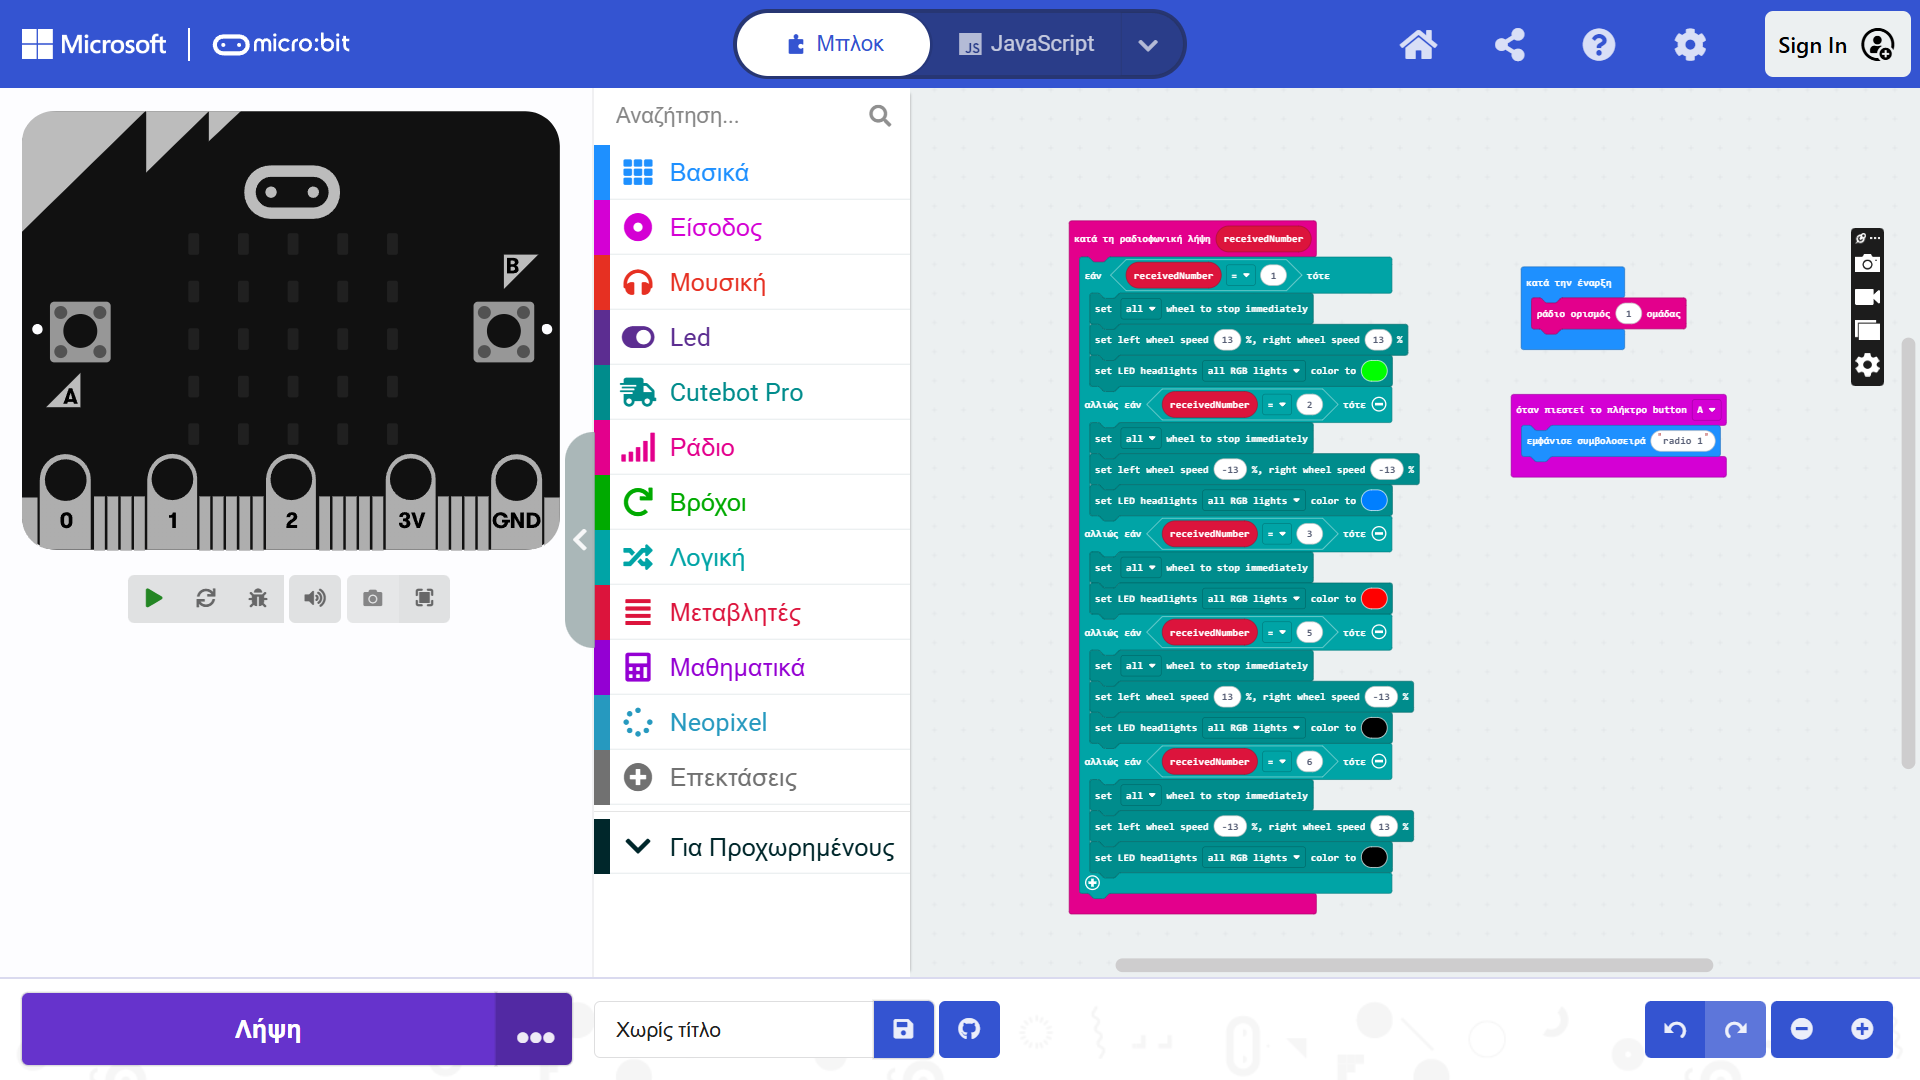 Microsoft
micro:bit
Μπλοκ
JavaScript
Sign In
B
A
0
1
2
3V
GND
Αναζήτηση...
Βασικά
Είσοδος
Μουσική
Led
Cutebot Pro
Ράδιο
Βρόχοι
Λογική
Μεταβλητές
Μαθηματικά
Neopixel
Επεκτάσεις
Για Προχωρημένους
κατά τη ραδιοφωνική λήψη receivedNumber
εάν receivedNumber = 1 τότε
set all wheel to stop immediately
set left wheel speed 13 %, right wheel speed 13 %
set LED headlights all RGB lights color to
αλλιώς εάν receivedNumber = 2 τότε
set all wheel to stop immediately
set left wheel speed -13 %, right wheel speed -13 %
set LED headlights all RGB lights color to
αλλιώς εάν receivedNumber = 3 τότε
set all wheel to stop immediately
set LED headlights all RGB lights color to
αλλιώς εάν receivedNumber = 5 τότε
set all wheel to stop immediately
set left wheel speed 13 %, right wheel speed -13 %
set LED headlights all RGB lights color to
αλλιώς εάν receivedNumber = 6 τότε
set all wheel to stop immediately
set left wheel speed -13 %, right wheel speed 13 %
set LED headlights all RGB lights color to
κατά την έναρξη
ράδιο ορισμός 1 ομάδας
όταν πιεστεί το πλήκτρο button A
εμφάνισε συμβολοσειρά "radio 1"
Λήψη
Χωρίς τίτλο